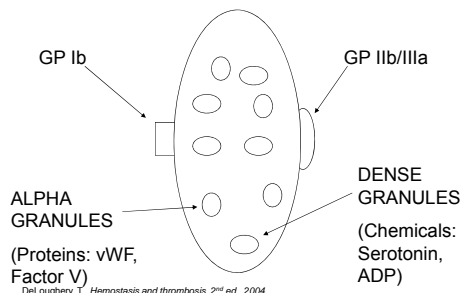 GP Ib
GP IIb/IIIa
ALPHA
GRANULES
(Proteins: vWF,
Factor V)
DENSE
GRANULES
(Chemicals:
Serotonin,
ADP)
DeLoughery T. Hemostasis and thrombosis, 2nd ed., 2004